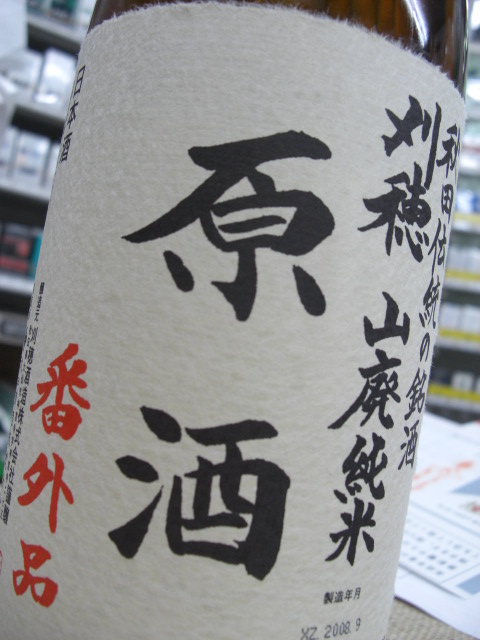 秋田伝統の銘酒
刈穂 山廃純米
原酒
日本酒
番外品
製造年月
XZ 2008.9